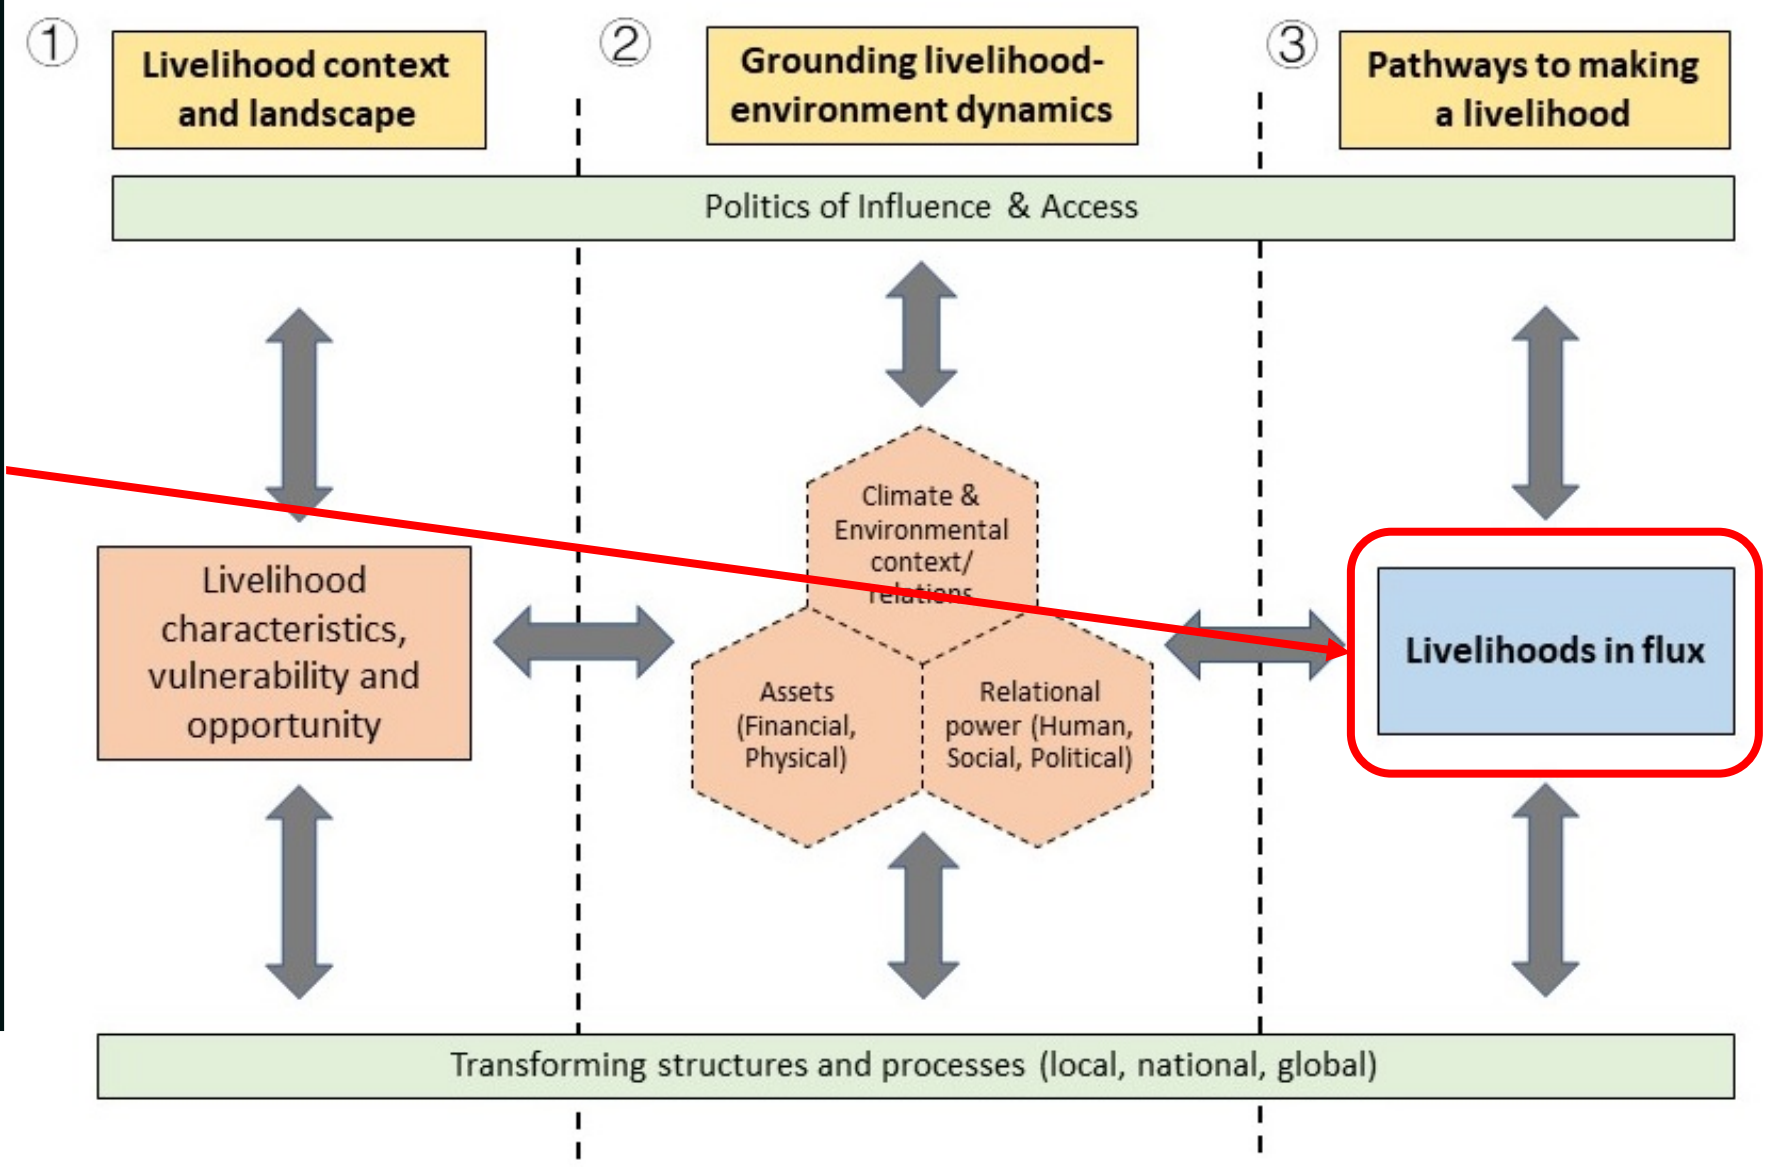 ①
Livelihood context
and landscape
②
Grounding livelihood-
environment dynamics
③
Pathways to making
a livelihood
Politics of Influence & Access
Livelihood
characteristics,
vulnerability and
opportunity
Climate &
Environmental
context/
relations
Assets
(Financial,
Physical)
Relational
power (Human,
Social, Political)
Livelihoods in flux
Transforming structures and processes (local, national, global)